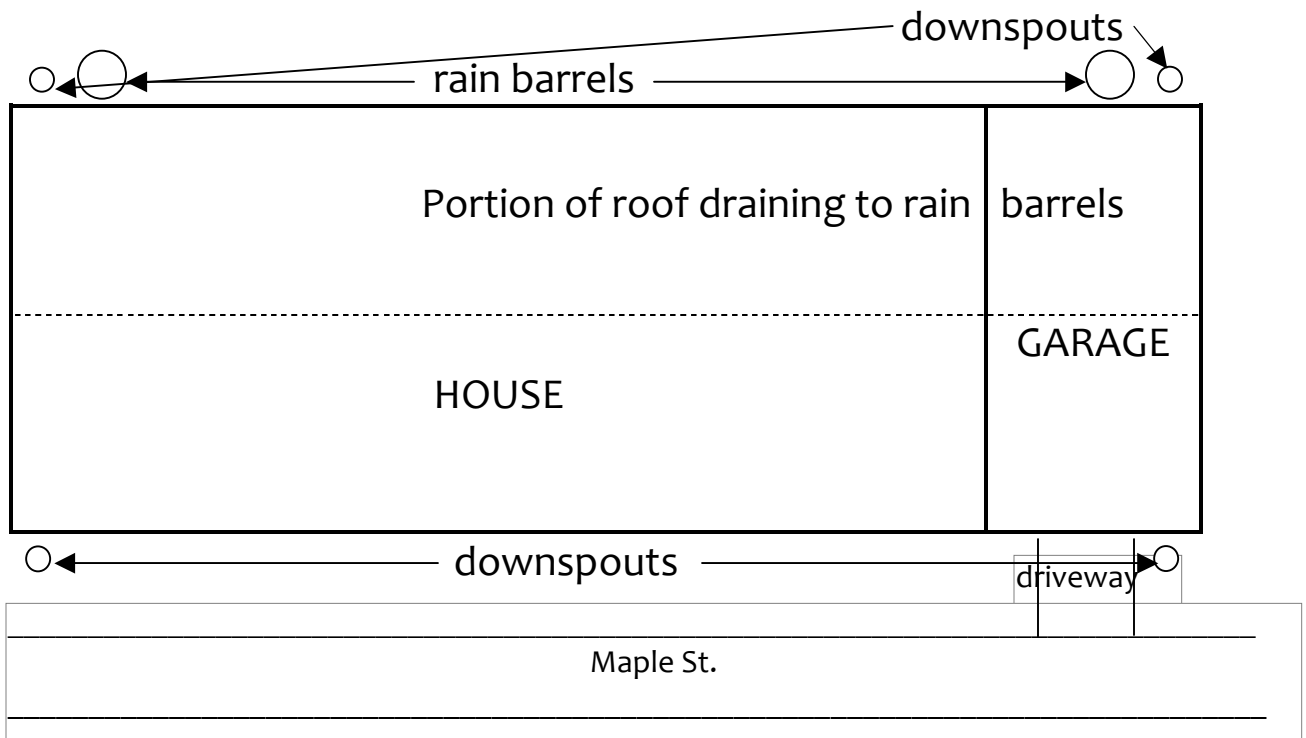 downspouts
rain barrels
Portion of roof draining to rain barrels
GARAGE
HOUSE
downspouts
driveway
Maple St.